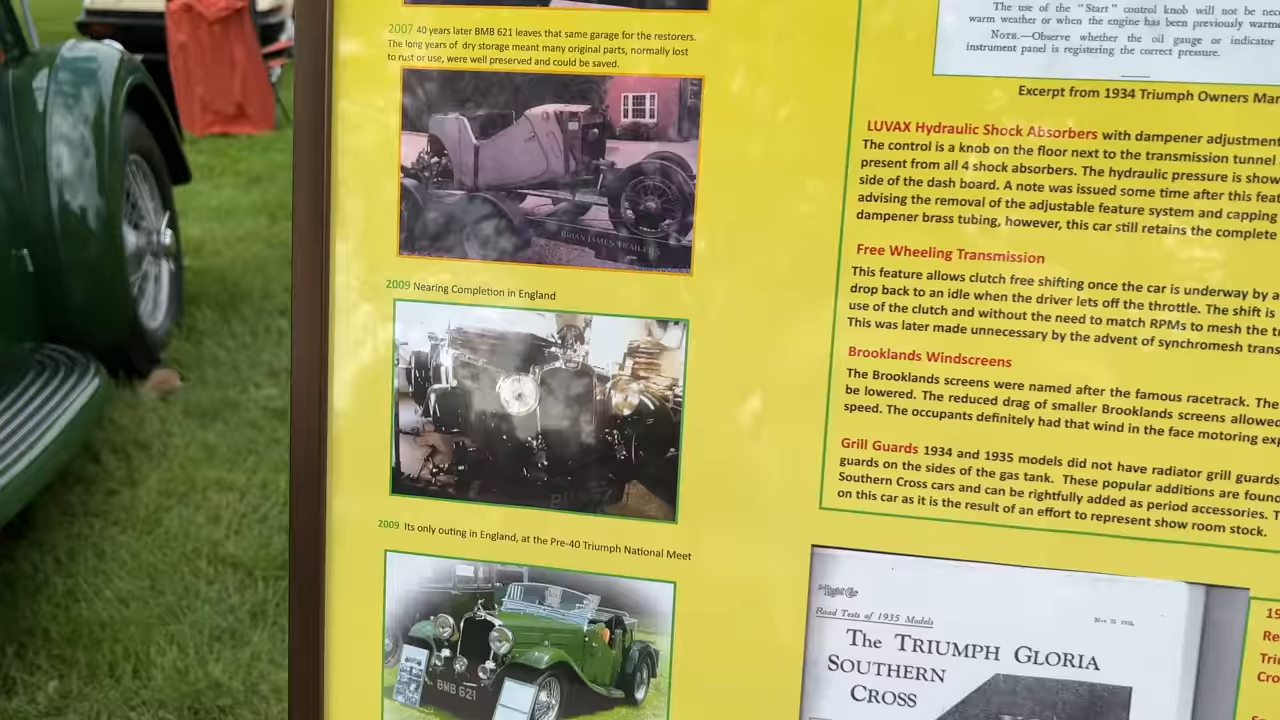 2007 40 years later BMB 621 leaves that same garage for the restorers.
The long years of dry storage meant many original parts, normally lost
to rust or use, were well preserved and could be saved.
BRIAN JAMES TRAILERS
2009 Nearing Completion in England
2009 Its only outing in England, at the Pre-40 Triumph National Meet
BMB 621
The use of the "Start" control knob will not be nec
warm weather or when the engine has been previously warm
NOTE.—Observe whether the oil gauge or indicator
instrument panel is registering the correct pressure.
Excerpt from 1934 Triumph Owners Man
LUVAX Hydraulic Shock Absorbers with dampener adjustment
The control is a knob on the floor next to the transmission tunnel
present from all 4 shock absorbers. The hydraulic pressure is show
side of the dash board. A note was issued some time after this feat
advising the removal of the adjustable feature system and capping
dampener brass tubing, however, this car still retains the complete
Free Wheeling Transmission
This feature allows clutch free shifting once the car is underway by a
drop back to an idle when the driver lets off the throttle. The shift is
use of the clutch and without the need to match RPMs to mesh the tr
This was later made unnecessary by the advent of synchromesh trans
Brooklands Windscreens
The Brooklands screens were named after the famous racetrack. The
be lowered. The reduced drag of smaller Brooklands screens allowed
speed. The occupants definitely had that wind in the face motoring exp
Grill Guards 1934 and 1935 models did not have radiator grill guards
guards on the sides of the gas tank. These popular additions are found
Southern Cross cars and can be rightfully added as period accessories. T
on this car as it is the result of an effort to represent show room stock.
Road Tests of 1935 Models
The TRIUMPH GLORIA
SOUTHERN
CROSS
19
Re
Tri
Cro